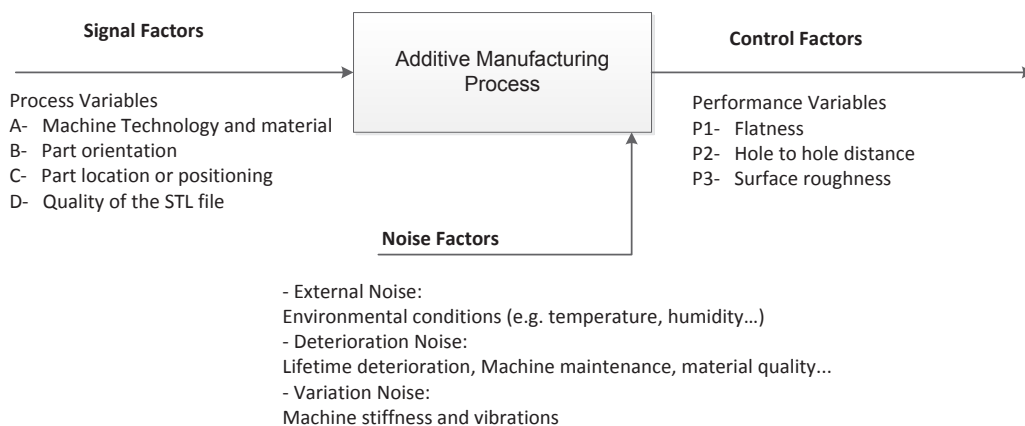 Signal Factors
Additive Manufacturing
Process
Control Factors
Process Variables
A- Machine Technology and material
B- Part orientation
C- Part location or positioning
D- Quality of the STL file
Performance Variables
P1- Flatness
P2- Hole to hole distance
P3- Surface roughness
Noise Factors
- External Noise:
Environmental conditions (e.g. temperature, humidity…)
- Deterioration Noise:
Lifetime deterioration, Machine maintenance, material quality...
- Variation Noise:
Machine stiffness and vibrations